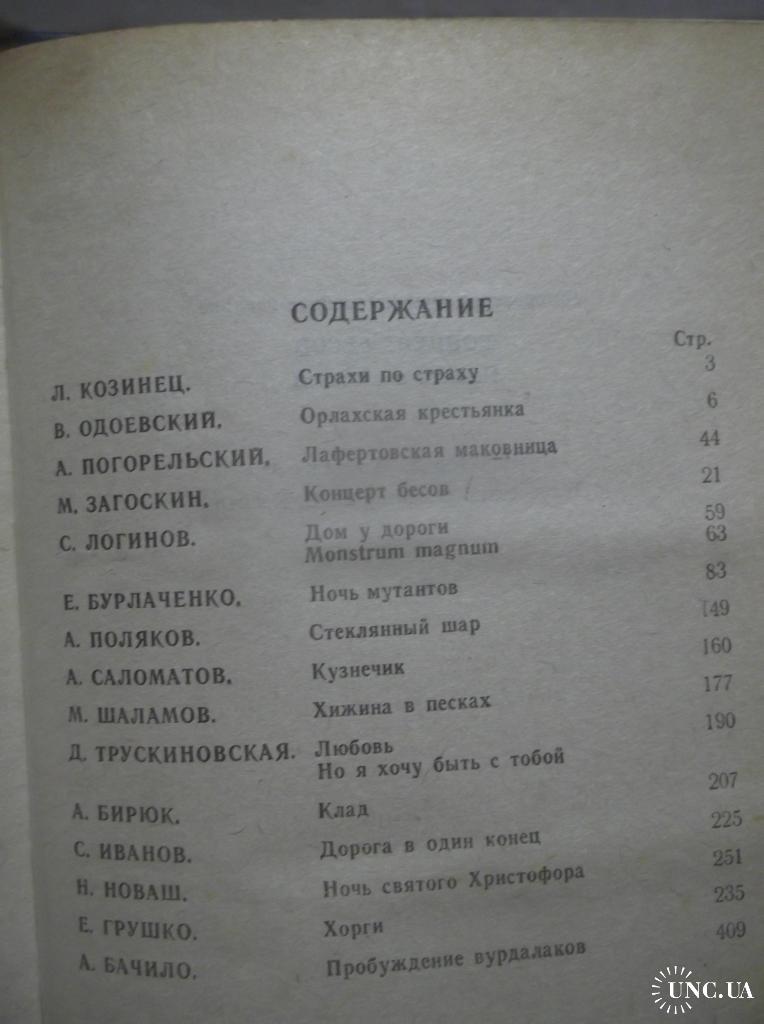 СОДЕРЖАНИЕ
Стр.
Л. КОЗИНЕЦ. Страхи по страху 3
В. ОДОЕВСКИЙ. Орлахская крестьянка 6
А. ПОГОРЕЛЬСКИЙ. Лафертовская маковница 44
М. ЗАГОСКИН. Концерт бесов 21
С. ЛОГИНОВ. Дом у дороги 59
Monstrum magnum 63
Е. БУРЛАЧЕНКО. Ночь мутантов 83
А. ПОЛЯКОВ. Стеклянный шар 149
А. САЛОМАТОВ. Кузнечик 160
М. ШАЛАМОВ. Хижина в песках 177
Д. ТРУСКИНОВСКАЯ. Любовь 190
Но я хочу быть с тобой
А. БИРЮК. Клад 207
С. ИВАНОВ. Дорога в один конец 225
Н. НОВАШ. Ночь святого Христофора 251
Е. ГРУШКО. Хорги 235
А. БАЧИЛО. Пробуждение вурдалаков 409
UNC.UA